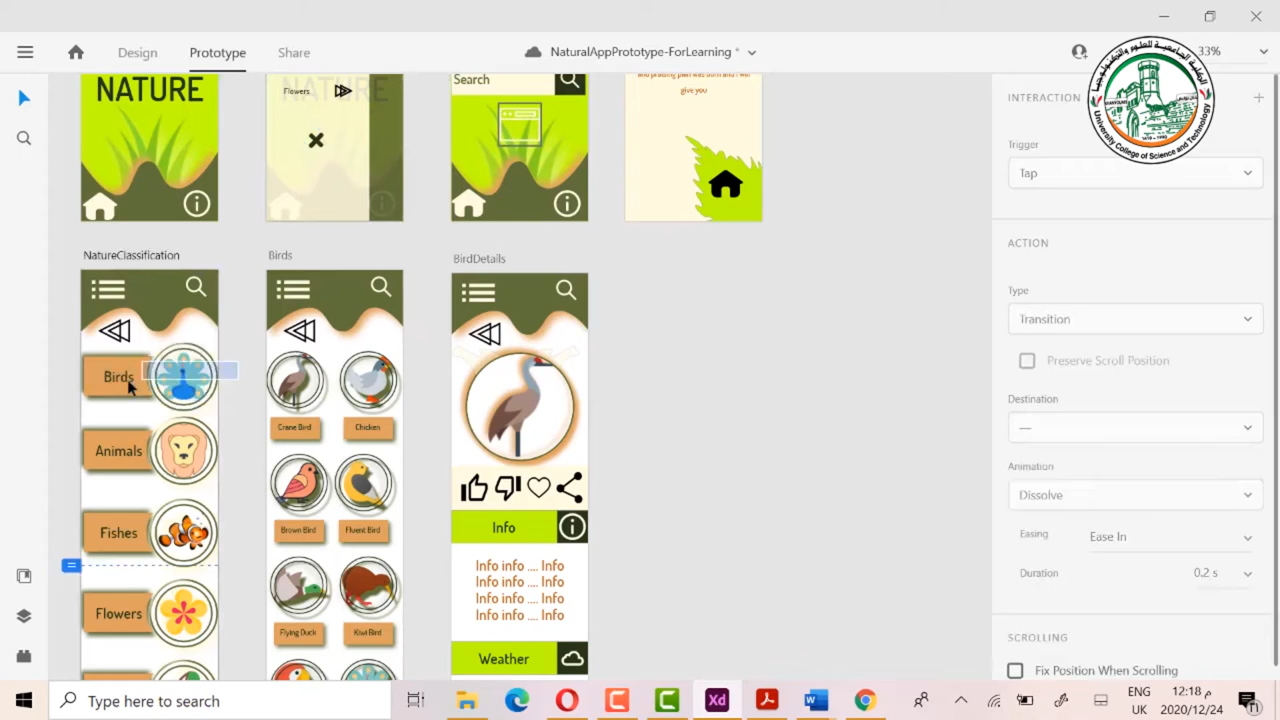 Design
Prototype
Share
NaturalAppPrototype-ForLearning *
33%
NATURE
Flowers
Search
give you
NatureClassification
Birds
BirdDetails
Birds
Animals
Fishes
Flowers
Crane Bird
Chicken
Brown Bird
Fluent Bird
Flying Duck
Kiwi Bird
Info
Info info .... Info
Info info .... Info
Info info .... Info
Info info .... Info
Weather
INTERACTION
Trigger
Tap
ACTION
Type
Transition
Preserve Scroll Position
Destination
—
Animation
Dissolve
Easing
Ease In
Duration
0.2 s
SCROLLING
Fix Position When Scrolling
University College of Science and Technology
Type here to search
Xd
ENG
UK
12:18 م
2020/12/24